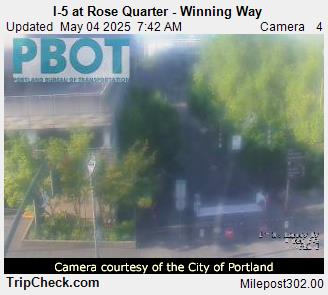 I-5 at Rose Quarter - Winning Way
Updated May 04 2025 7:42 AM Camera 4
PBOT
PORTLAND BUREAU OF TRANSPORTATION
Camera courtesy of the City of Portland
TripCheck.com Milepost302.00